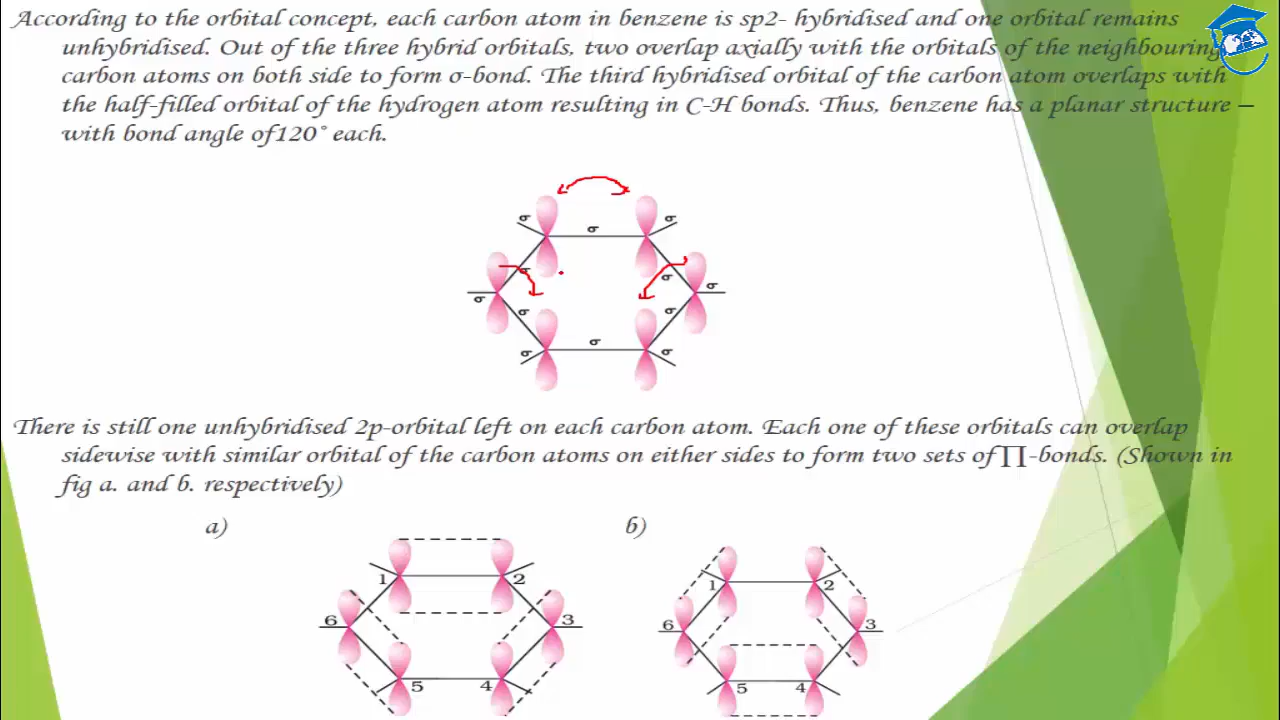 According to the orbital concept, each carbon atom in benzene is sp2- hybridised and one orbital remains
unhybridised. Out of the three hybrid orbitals, two overlap axially with the orbitals of the neighbouring
carbon atoms on both side to form σ-bond. The third hybridised orbital of the carbon atom overlaps with
the half-filled orbital of the hydrogen atom resulting in C-H bonds. Thus, benzene has a planar structure –
with bond angle of120° each.
σ σ σ
σ σ σ
σ σ σ
σ σ σ
There is still one unhybridised 2p-orbital left on each carbon atom. Each one of these orbitals can overlap
sidewise with similar orbital of the carbon atoms on either sides to form two sets of ∏-bonds. (Shown in
fig a. and b. respectively)
a) b)
1 2 1 2
6 3 6 3
5 4 5 4